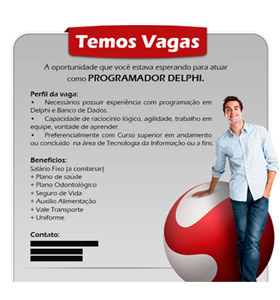 Temos Vagas
A oportunidade que você estava esperando para atuar
como PROGRAMADOR DELPHI.
Perfil da vaga:
• Necessários possuir experiência com programação em
Delphi e Banco de Dados.
• Capacidade de raciocínio lógico, agilidade, trabalho em
equipe, vontade de aprender.
• Preferencialmente com Curso superior em andamento
ou concluído na área de Tecnologia da Informação ou a fins.
Benefícios:
Salário Fixo (a combinar)
+ Plano de saúde
+ Plano Odontológico
+ Seguro de Vida
+ Auxílio Alimentação
+ Vale Transporte
+ Uniforme
Contato: